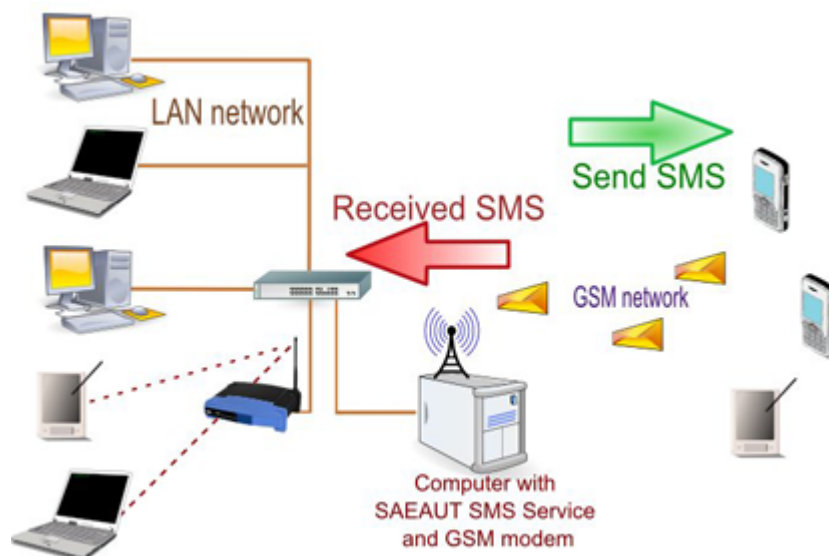 LAN network
Send SMS
Received SMS
GSM network
Computer with
SAEAUT SMS Service
and GSM modem